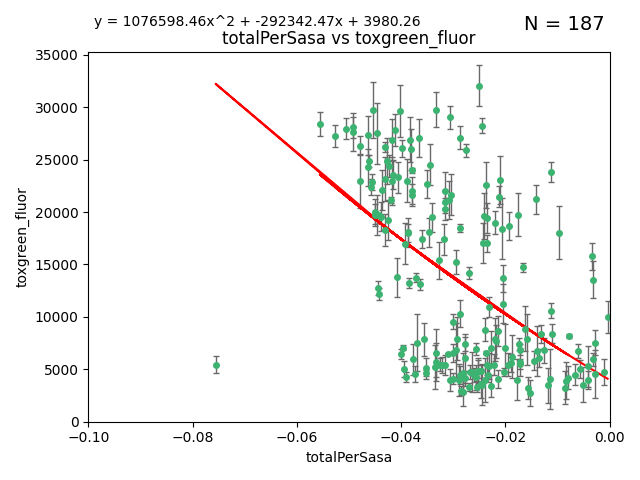 y = 1076598.46x^2 + -292342.47x + 3980.26
N = 187
totalPerSasa vs toxgreen_fluor
35000
30000
25000
20000
15000
10000
5000
0
toxgreen_fluor
−0.10
−0.08
−0.06
−0.04
−0.02
0.00
totalPerSasa